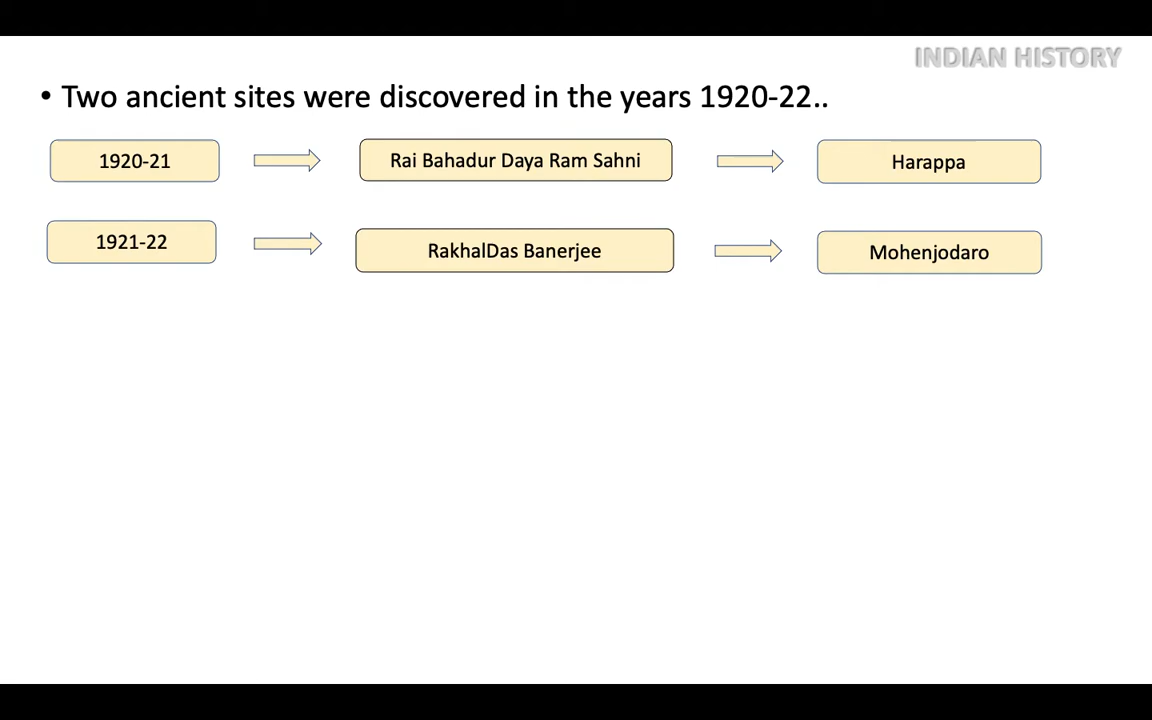 INDIAN HISTORY
• Two ancient sites were discovered in the years 1920-22..
1920-21 Rai Bahadur Daya Ram Sahni Harappa
1921-22 RakhalDas Banerjee Mohenjodaro